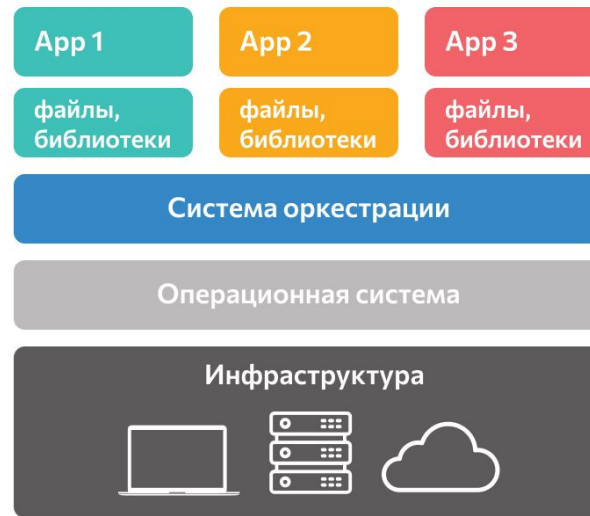 App 1
App 2
App 3
файлы,
библиотеки
файлы,
библиотеки
файлы,
библиотеки
Система оркестрации
Операционная система
Инфраструктура